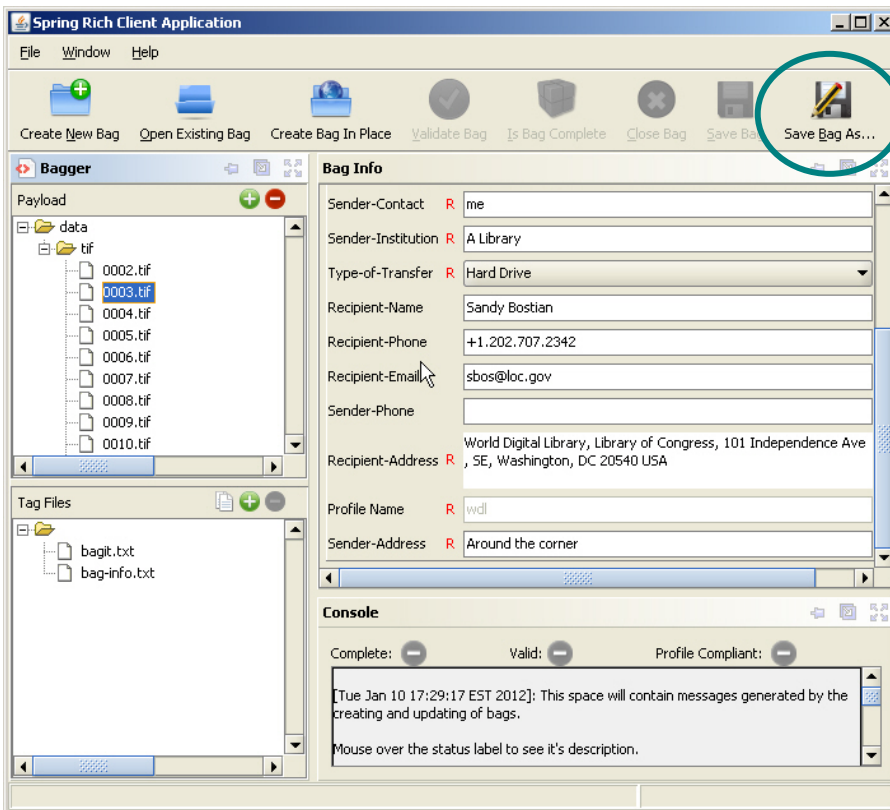 Spring Rich Client Application
File Window Help
Create New Bag Open Existing Bag Create Bag In Place Validate Bag Is Bag Complete Close Bag Save Ba Save Bag As...
Bagger
Payload
data
tif
0002.tif
0003.tif
0004.tif
0005.tif
0006.tif
0007.tif
0008.tif
0009.tif
0010.tif
Tag Files
bagit.txt
bag-info.txt
Bag Info
Sender-Contact R me
Sender-Institution R A Library
Type-of-Transfer R Hard Drive
Recipient-Name Sandy Bostian
Recipient-Phone +1.202.707.2342
Recipient-Email sbos@loc.gov
Sender-Phone
Recipient-Address R World Digital Library, Library of Congress, 101 Independence Ave
, SE, Washington, DC 20540 USA
Profile Name R wdl
Sender-Address R Around the corner
Console
Complete: Valid: Profile Compliant:
[Tue Jan 10 17:29:17 EST 2012]: This space will contain messages generated by the
creating and updating of bags.
Mouse over the status label to see it's description.